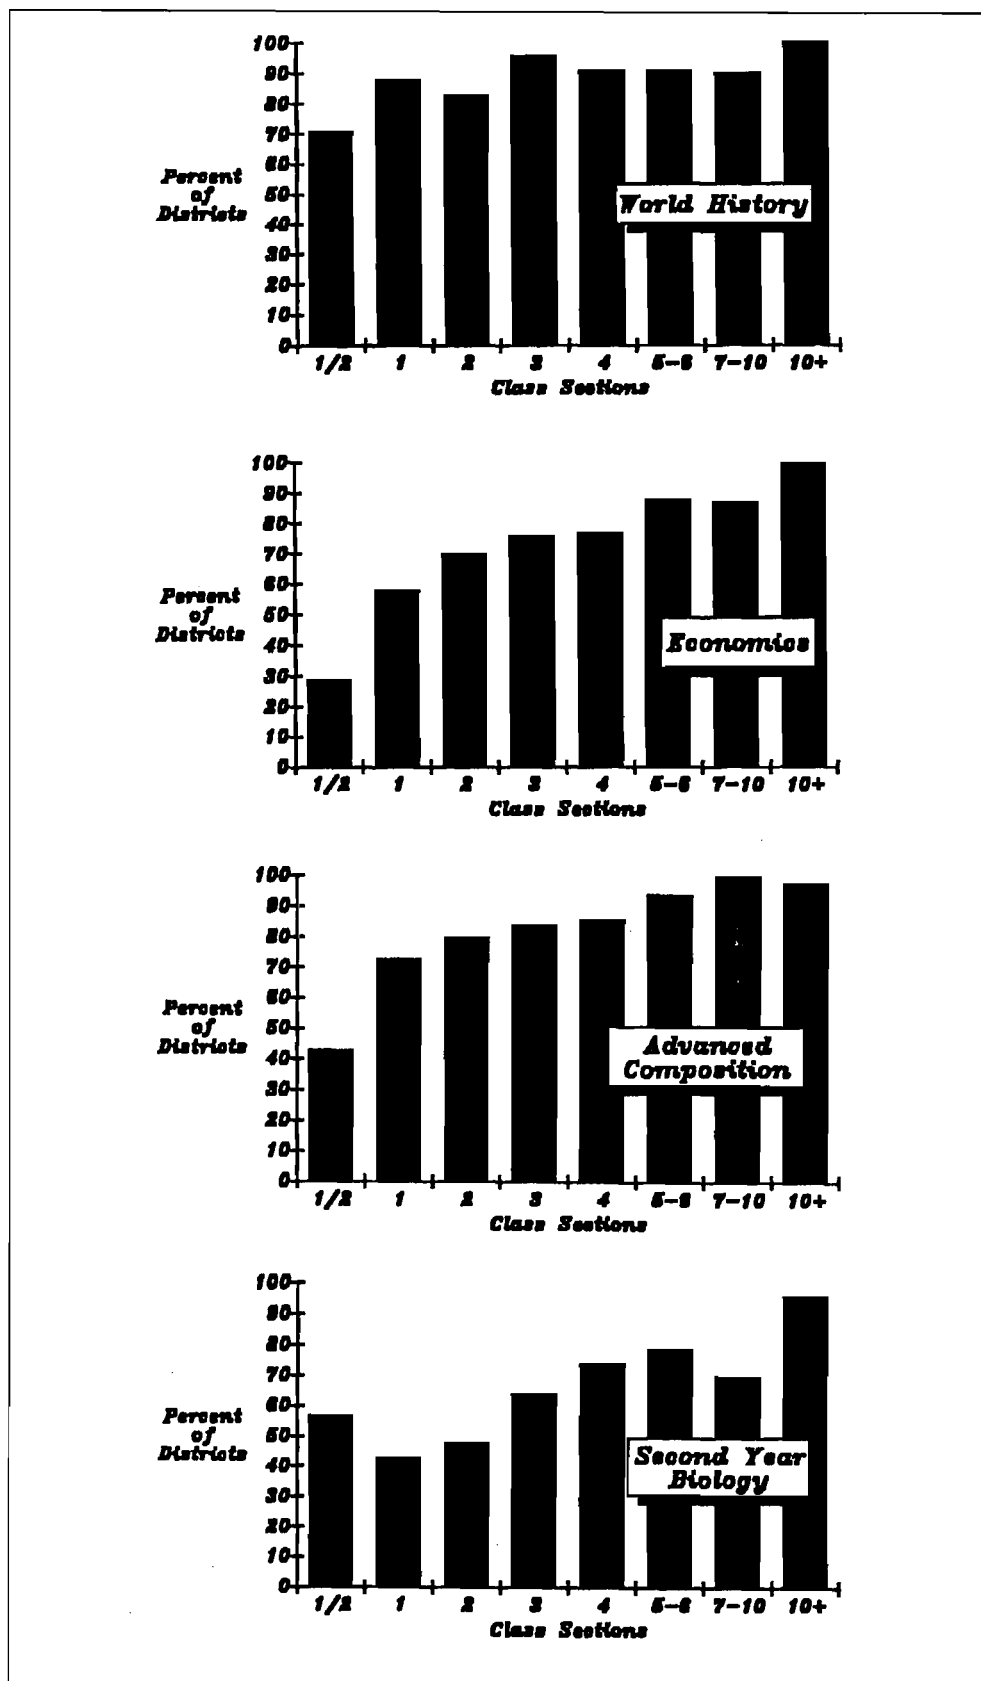 100
90
80
70
60
50
40
30
20
10
0
Percent
of
Districts
World History
1/2 1 2 3 4 5-6 7-10 10+
Class Sections
100
90
80
70
60
50
40
30
20
10
0
Percent
of
Districts
Economics
1/2 1 2 3 4 5-6 7-10 10+
Class Sections
100
90
80
70
60
50
40
30
20
10
0
Percent
of
Districts
Advanced
Composition
1/2 1 2 3 4 5-6 7-10 10+
Class Sections
100
90
80
70
60
50
40
30
20
10
0
Percent
of
Districts
Second Year
Biology
1/2 1 2 3 4 5-6 7-10 10+
Class Sections